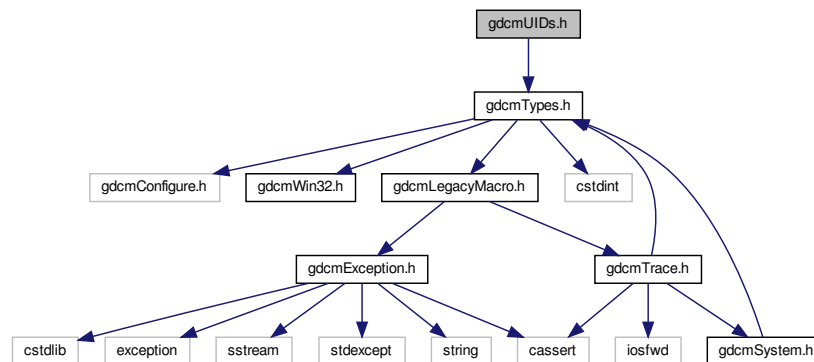 gdcmUIDs.h
gdcmTypes.h
gdcmConfigure.h
gdcmWin32.h
gdcmLegacyMacro.h
cstdint
gdcmException.h
gdcmTrace.h
cstdlib
exception
sstream
stdexcept
string
cassert
iosfwd
gdcmSystem.h